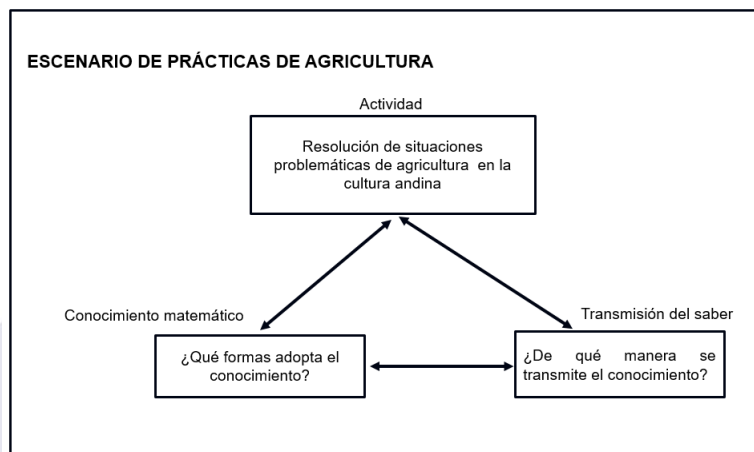 ESCENARIO DE PRÁCTICAS DE AGRICULTURA
Actividad
Resolución de situaciones
problemáticas de agricultura en la
cultura andina
Conocimiento matemático
¿Qué formas adopta el
conocimiento?
Transmisión del saber
¿De qué manera se
transmite el conocimiento?